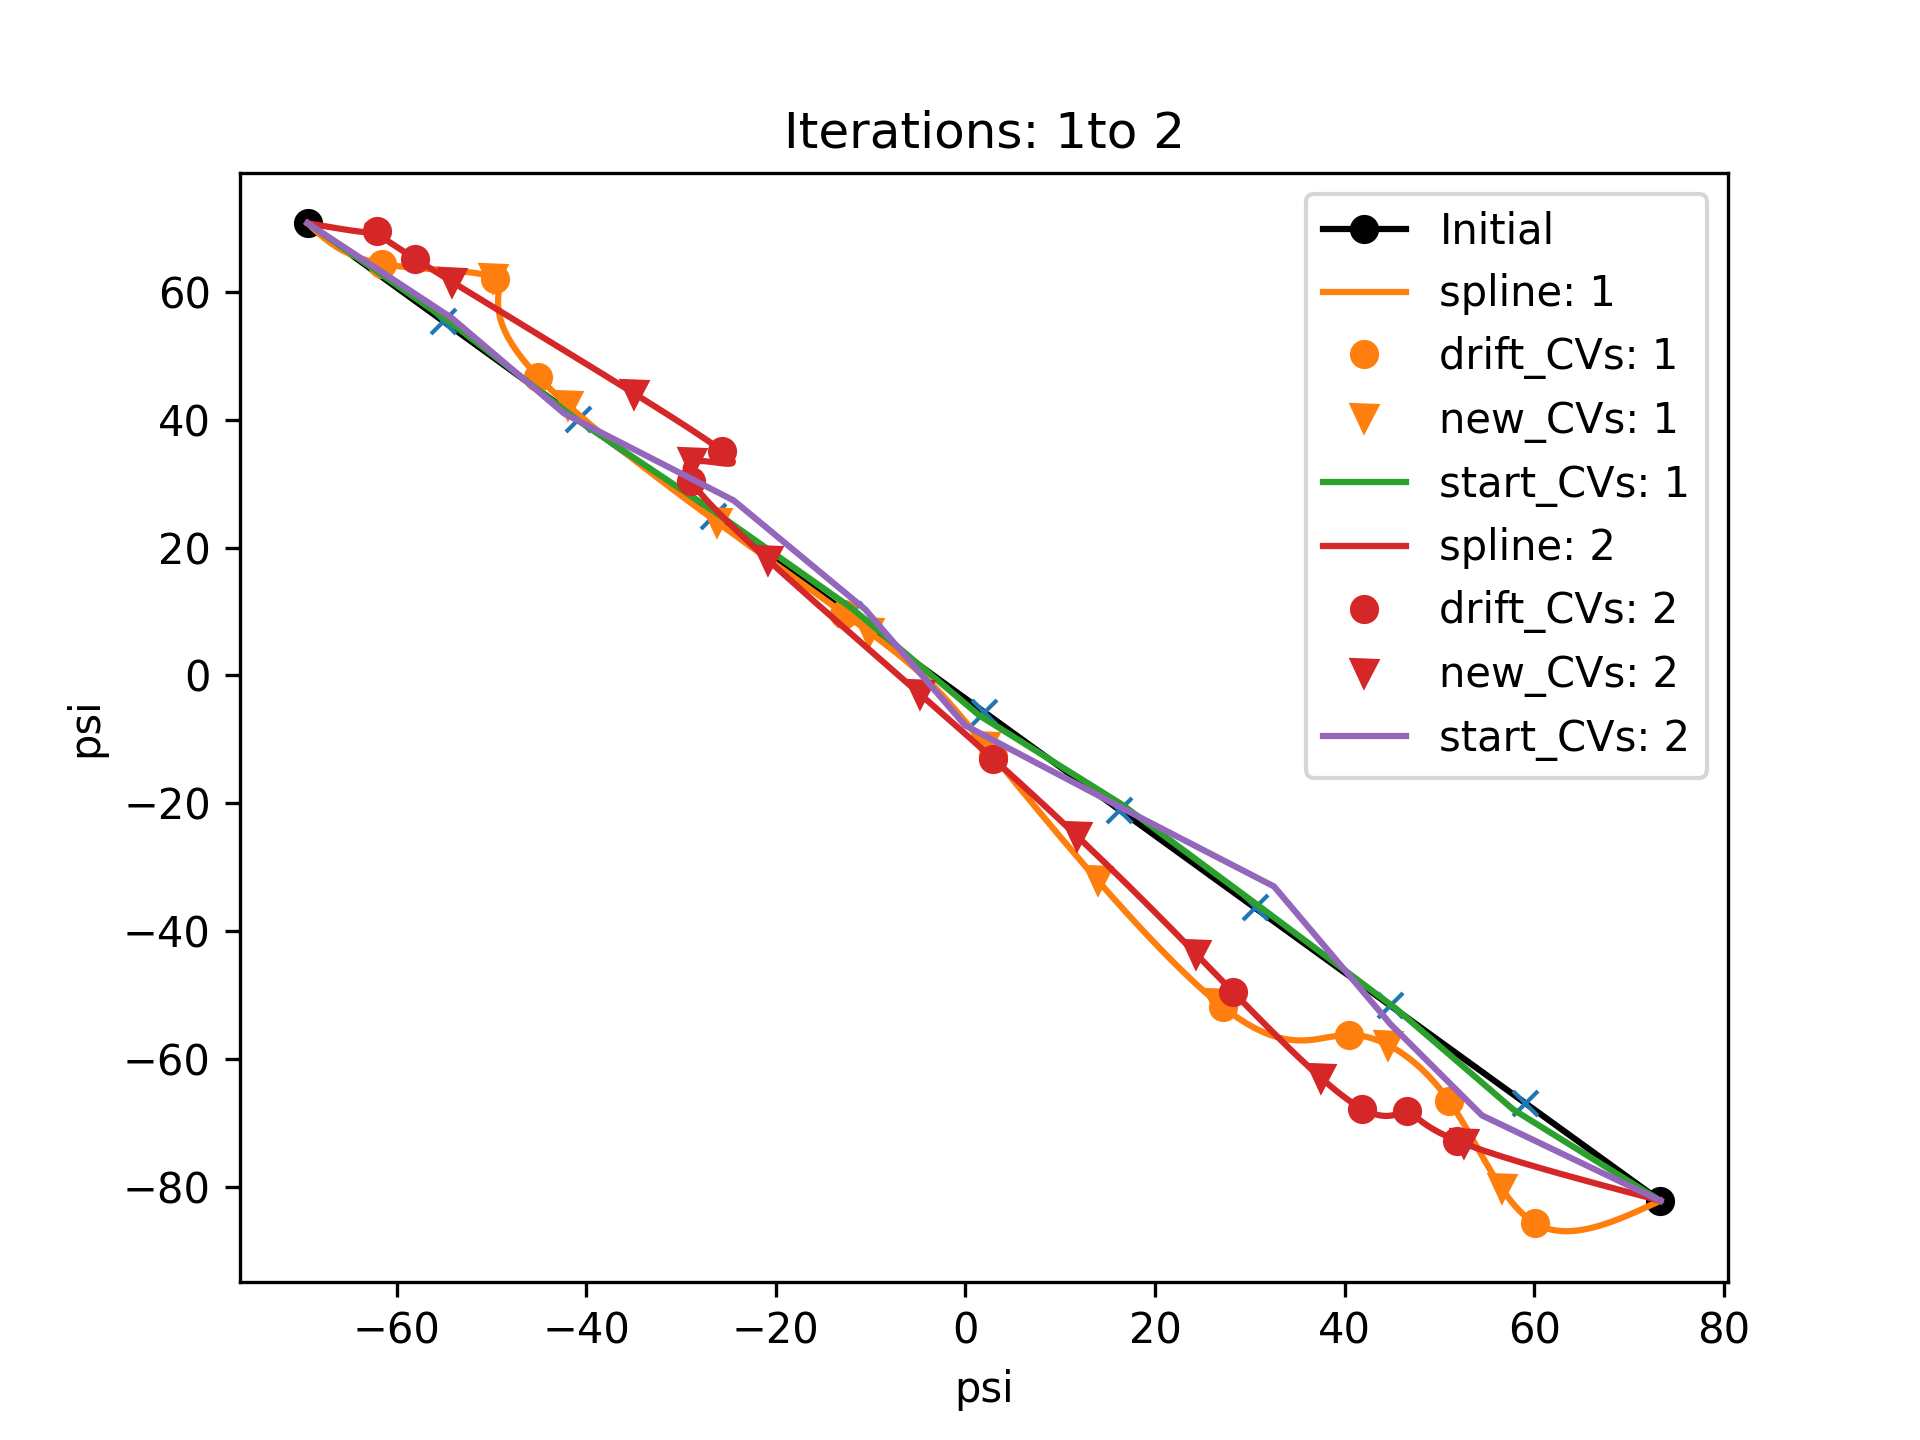 Iterations: 1to 2
Initial
spline: 1
drift_CVs: 1
new_CVs: 1
start_CVs: 1
spline: 2
drift_CVs: 2
new_CVs: 2
start_CVs: 2
psi
60
40
20
0
−20
−40
−60
−80
−60 −40 −20 0 20 40 60 80
psi